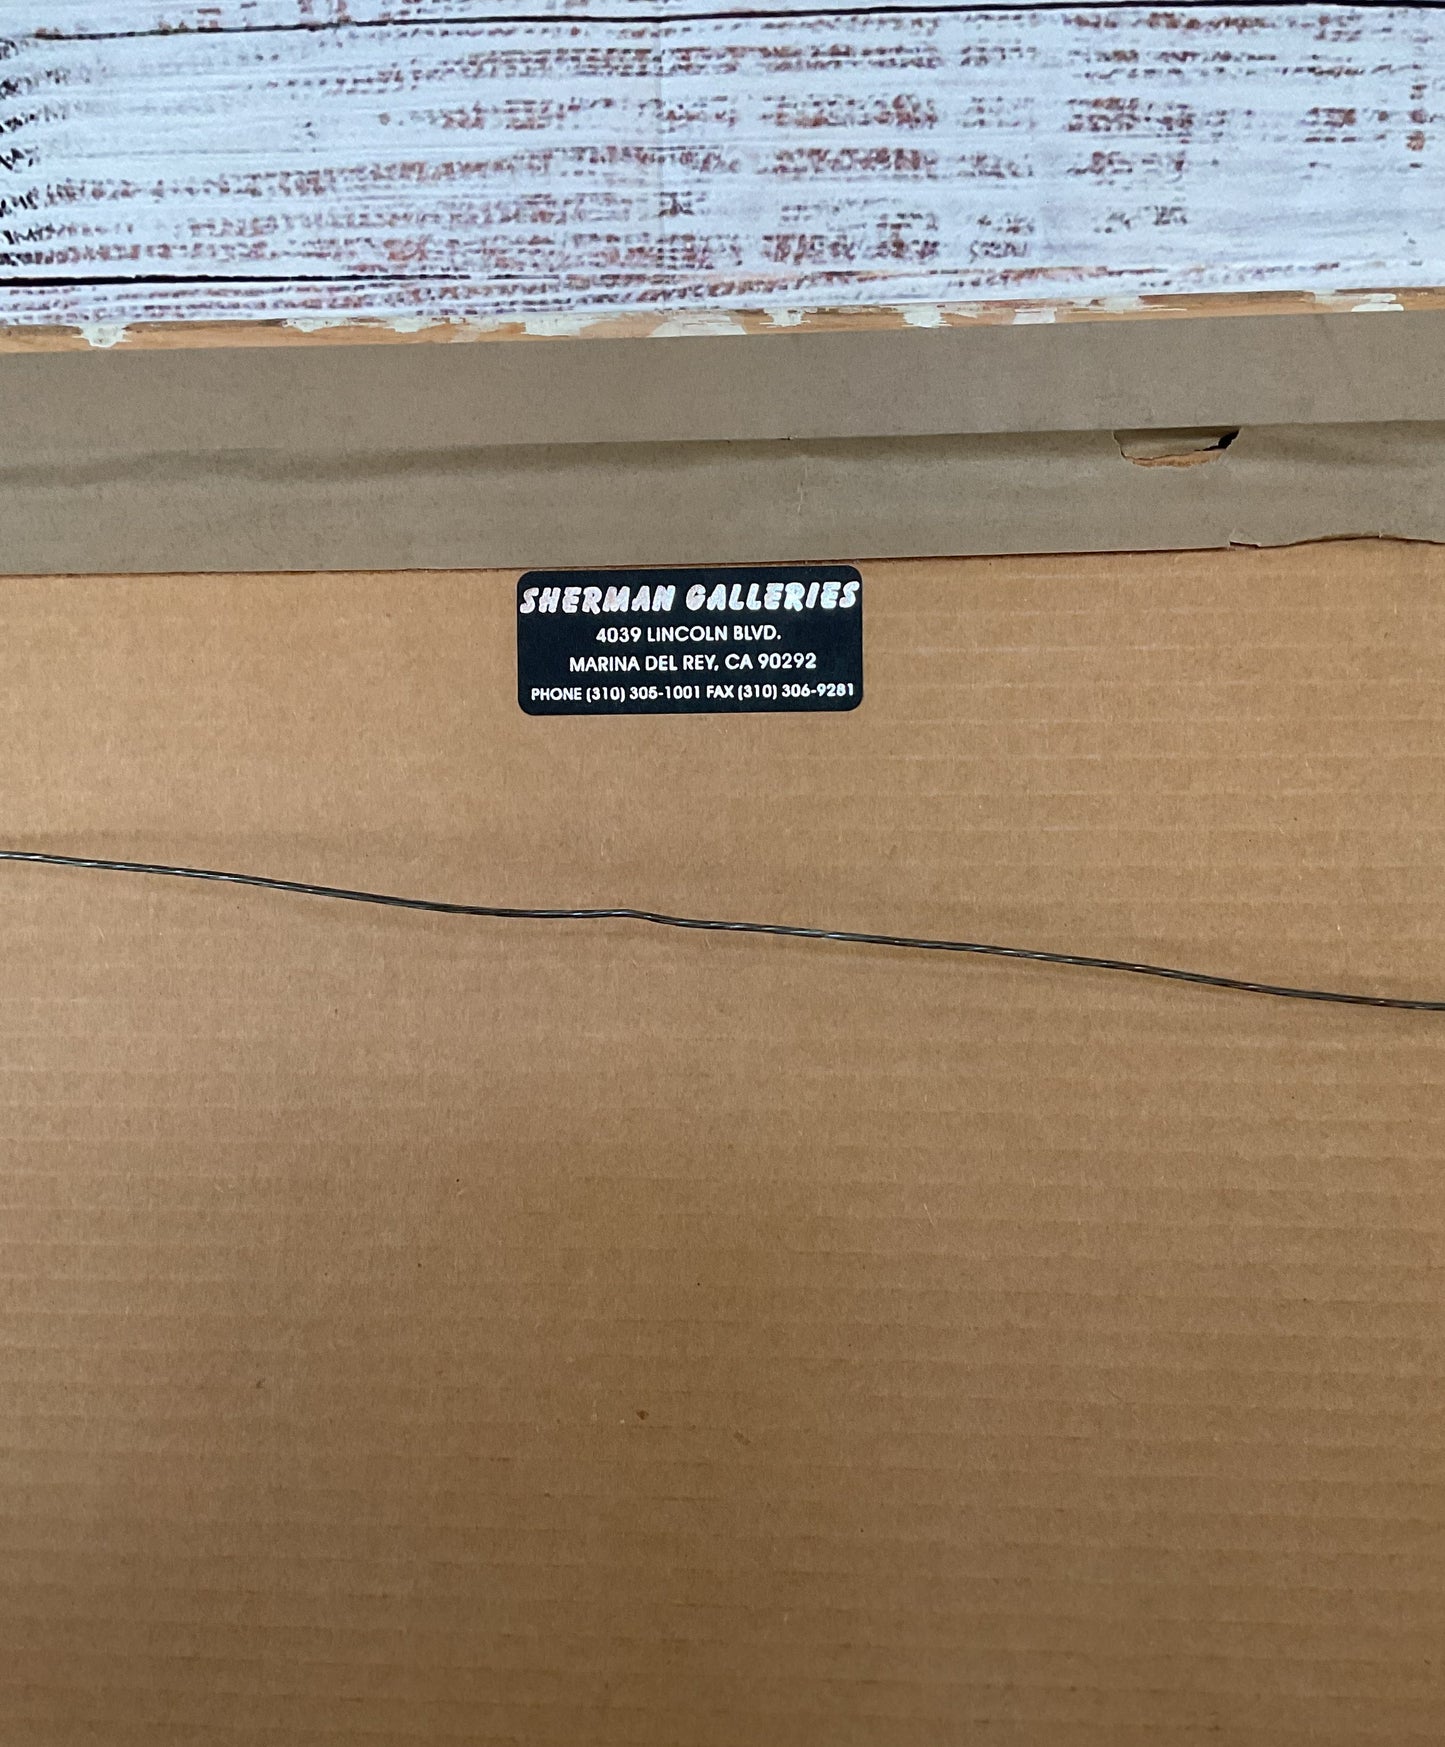 SHERMAN GALLERIES
4039 LINCOLN BLVD.
MARINA DEL REY, CA 90292
PHONE (310) 305-1001 FAX (310) 306-9281